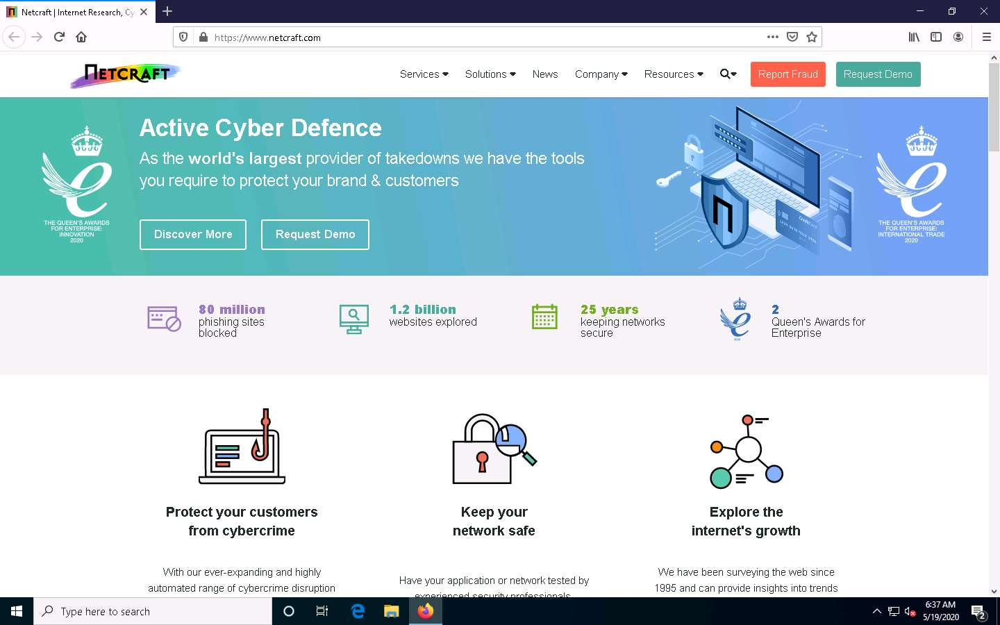 Netcraft | Internet Research, Cy
https://www.netcraft.com
NETCRAFT
Services
Solutions
News
Company
Resources
Report Fraud
Request Demo
THE QUEEN'S AWARDS
FOR ENTERPRISE:
INNOVATION
2020
Active Cyber Defence
As the world's largest provider of takedowns we have the tools
you require to protect your brand & customers
Discover More
Request Demo
THE QUEEN'S AWARDS
FOR ENTERPRISE:
INTERNATIONAL TRADE
2020
80 million
phishing sites
blocked
1.2 billion
websites explored
25 years
keeping networks
secure
2
Queen's Awards for
Enterprise
Protect your customers
from cybercrime
Keep your
network safe
Explore the
internet's growth
With our ever-expanding and highly
automated range of cybercrime disruption
Have your application or network tested by
experienced security professionals
We have been surveying the web since
1995 and can provide insights into trends
Type here to search
6:37 AM
5/19/2020
2